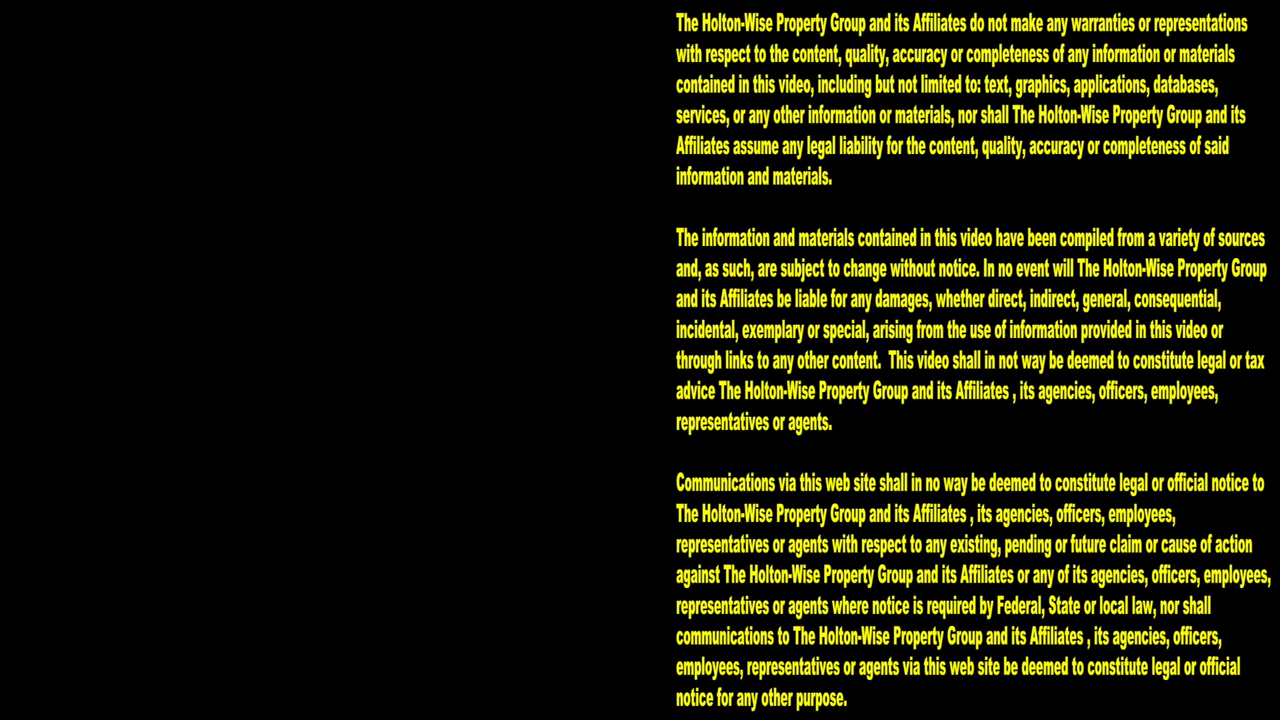 The Holton-Wise Property Group and its Affiliates do not make any warranties or representations
with respect to the content, quality, accuracy or completeness of any information or materials
contained in this video, including but not limited to: text, graphics, applications, databases,
services, or any other information or materials, nor shall The Holton-Wise Property Group and its
Affiliates assume any legal liability for the content, quality, accuracy or completeness of said
information and materials.
The information and materials contained in this video have been compiled from a variety of sources
and, as such, are subject to change without notice. In no event will The Holton-Wise Property Group
and its Affiliates be liable for any damages, whether direct, indirect, general, consequential,
incidental, exemplary or special, arising from the use of information provided in this video or
through links to any other content.  This video shall in not way be deemed to constitute legal or tax
advice The Holton-Wise Property Group and its Affiliates , its agencies, officers, employees,
representatives or agents.
Communications via this web site shall in no way be deemed to constitute legal or official notice to
The Holton-Wise Property Group and its Affiliates , its agencies, officers, employees,
representatives or agents with respect to any existing, pending or future claim or cause of action
against The Holton-Wise Property Group and its Affiliates or any of its agencies, officers, employees,
representatives or agents where notice is required by Federal, State or local law, nor shall
communications to The Holton-Wise Property Group and its Affiliates , its agencies, officers,
employees, representatives or agents via this web site be deemed to constitute legal or official
notice for any other purpose.